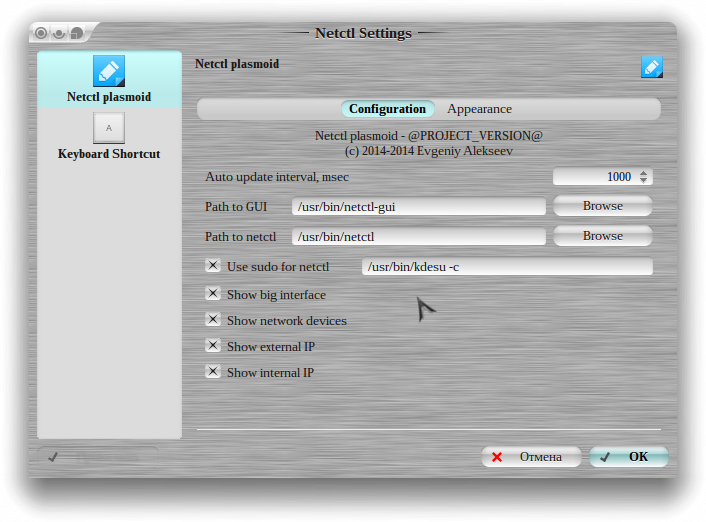 Netctl Settings
Netctl plasmoid
Keyboard Shortcut
Netctl plasmoid
Configuration
Appearance
Netctl plasmoid - @PROJECT_VERSION@
(c) 2014-2014 Evgeniy Alekseev
Auto update interval, msec 1000
Path to GUI /usr/bin/netctl-gui Browse
Path to netctl /usr/bin/netctl Browse
Use sudo for netctl /usr/bin/kdesu -c
Show big interface
Show network devices
Show external IP
Show internal IP
Отмена
ОК